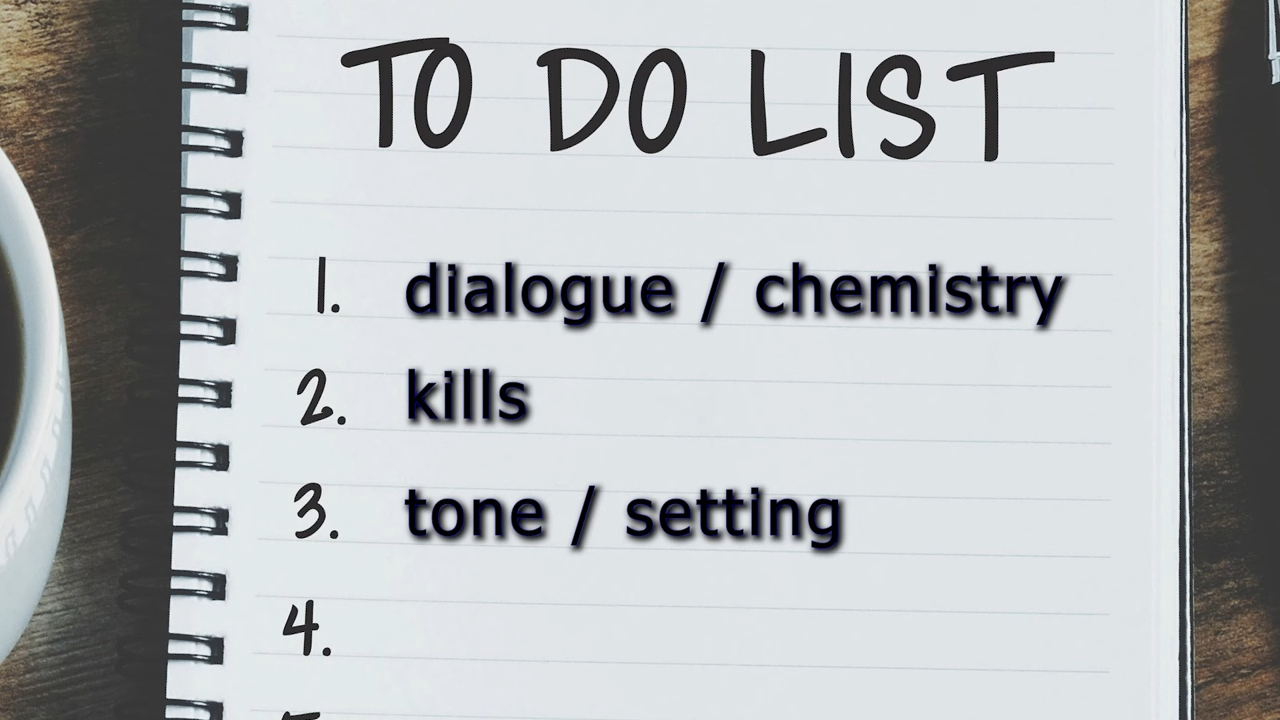 TO DO LIST
1. dialogue / chemistry
2. kills
3. tone / setting
4.